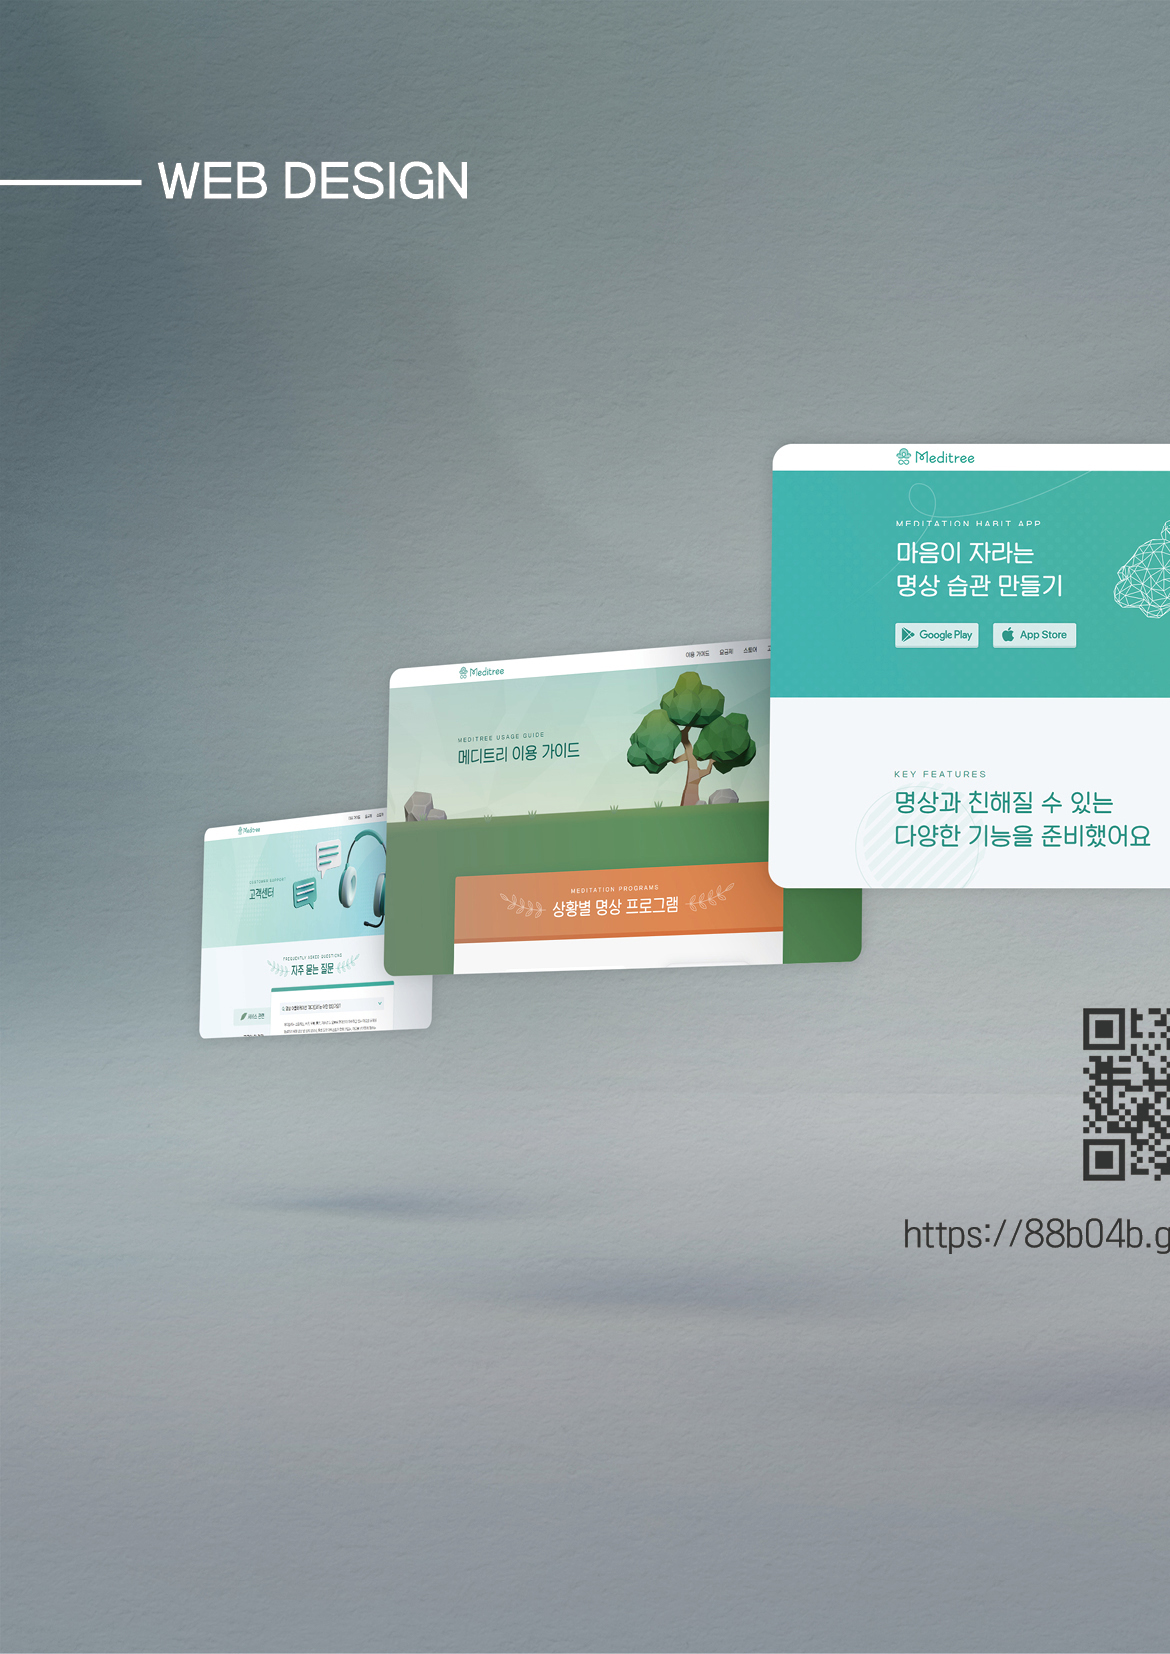 WEB DESIGN
Meditree
MEDITATION HABIT APP
마음이 자라는
명상 습관 만들기
Google Play
App Store
KEY FEATURES
명상과 친해질 수 있는
다양한 기능을 준비했어요
Meditree
이용 가이드 요금제 스토어
MEDITREE USAGE GUIDE
메디트리 이용 가이드
MEDITATION PROGRAMS
상황별 명상 프로그램
Meditree
CUSTOMER SUPPORT
고객센터
FREQUENTLY ASKED QUESTIONS
자주 묻는 질문
https://88b04b.g